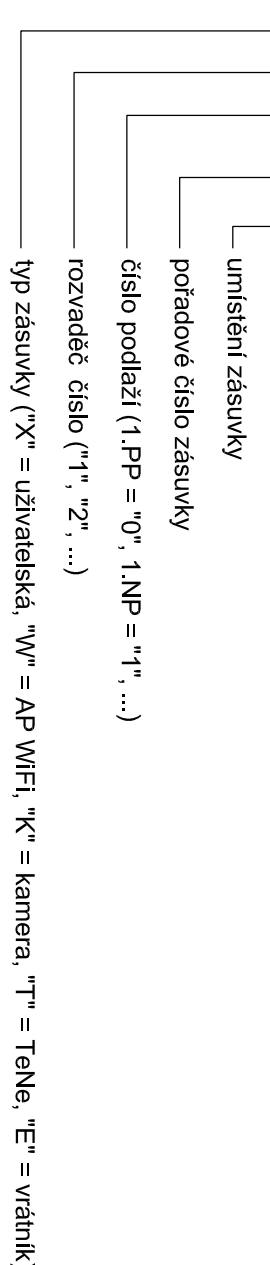 umístění zásuvky
pořadové číslo zásuvky
číslo podlaží (1.PP = "0", 1.NP = "1", ...)
rozvaděč číslo ("1", "2", ...)
typ zásuvky ("X" = uživatelská, "W" = AP WiFi, "K" = kamera, "T" = TeNe, "E" = vrátník)